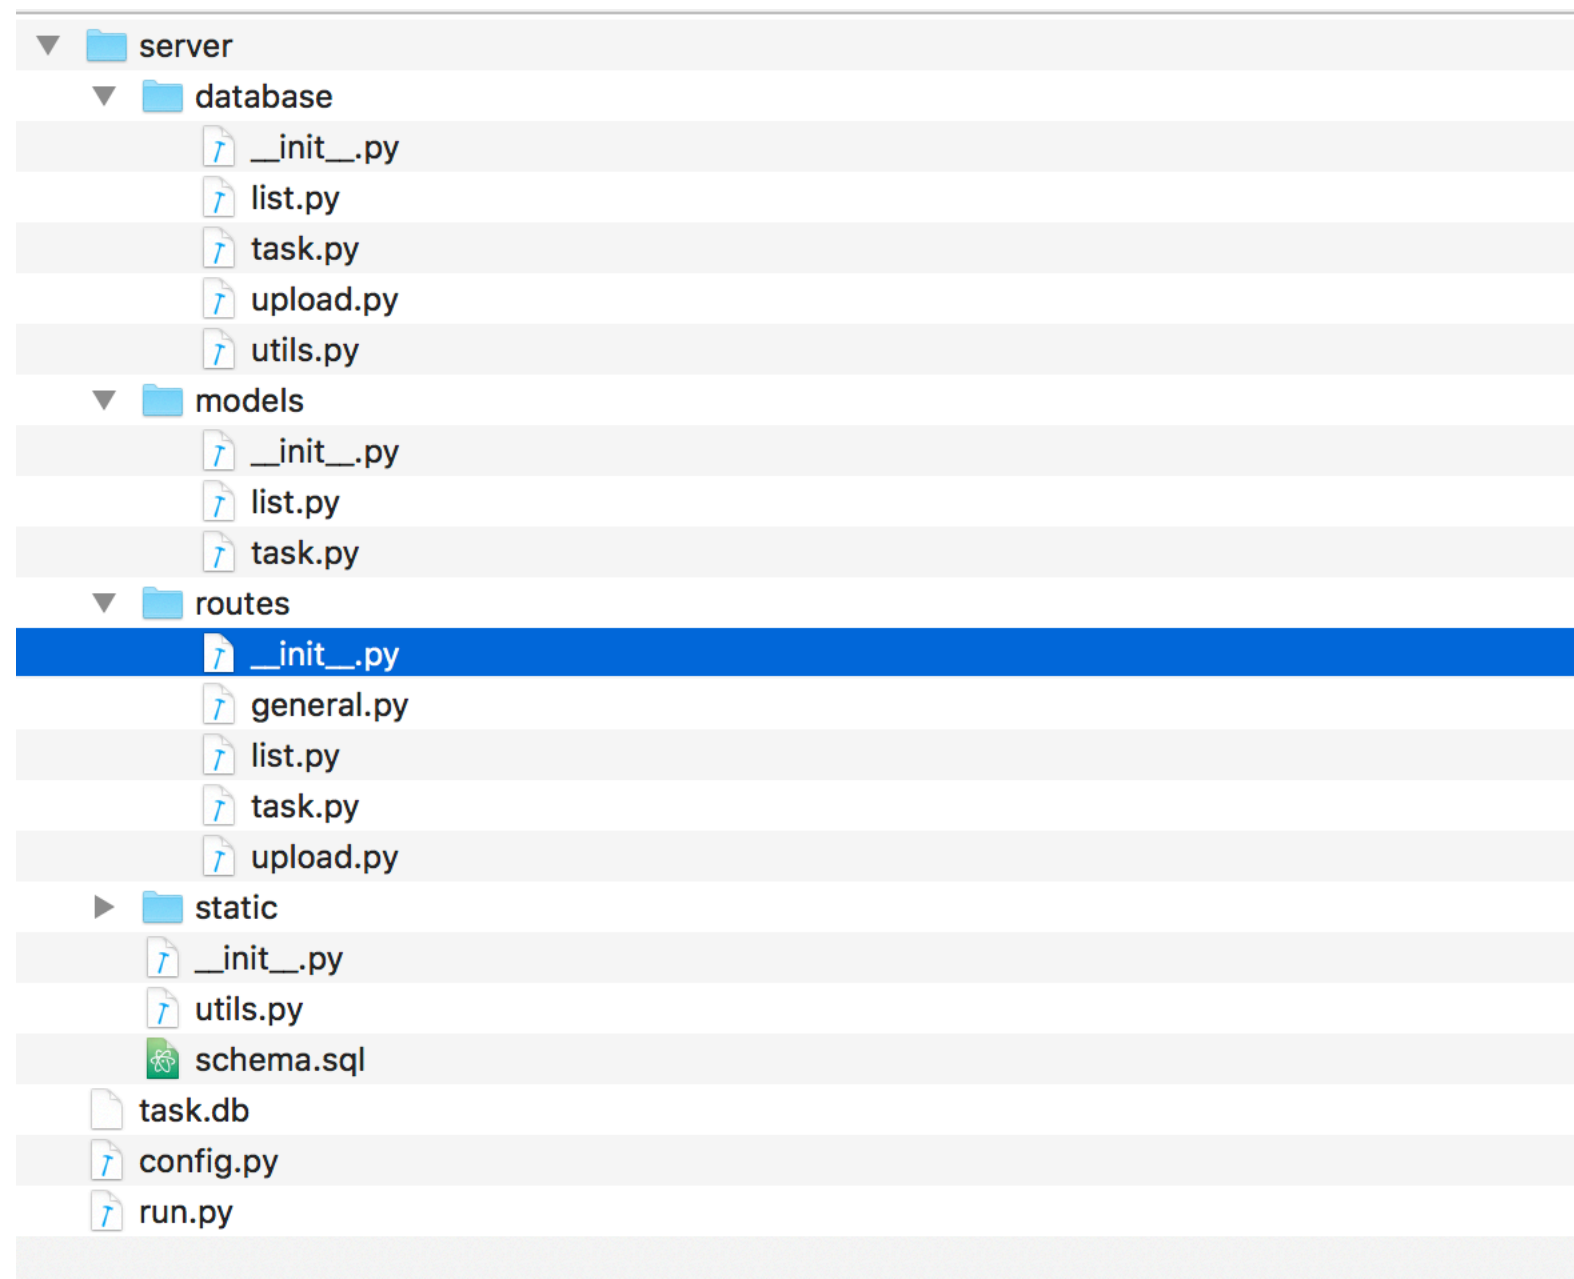 server
database
__init__.py
list.py
task.py
upload.py
utils.py
models
__init__.py
list.py
task.py
routes
__init__.py
general.py
list.py
task.py
upload.py
static
__init__.py
utils.py
schema.sql
task.db
config.py
run.py